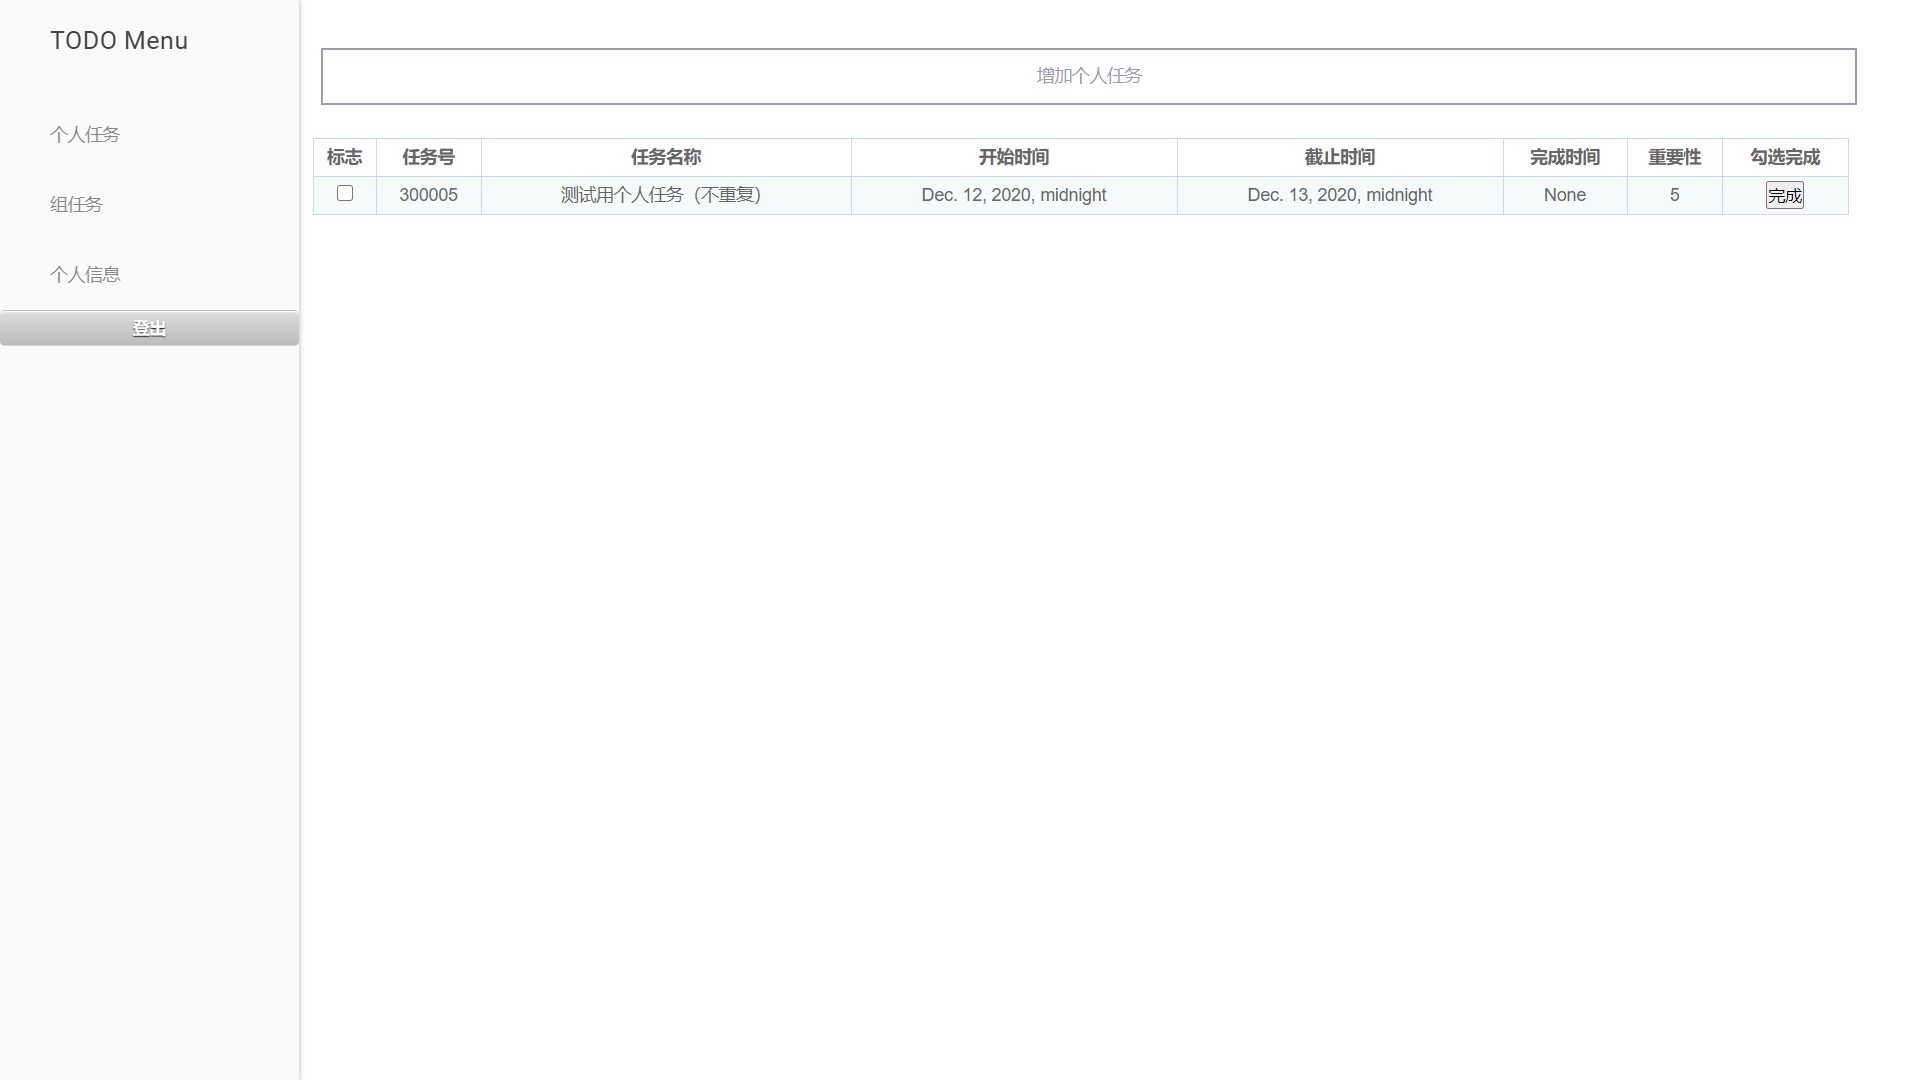 TODO Menu
个人任务
组任务
个人信息
登出
增加个人任务
标志 任务号 任务名称 开始时间 截止时间 完成时间 重要性 勾选完成
300005 测试用个人任务（不重复） Dec. 12, 2020, midnight Dec. 13, 2020, midnight None 5 完成